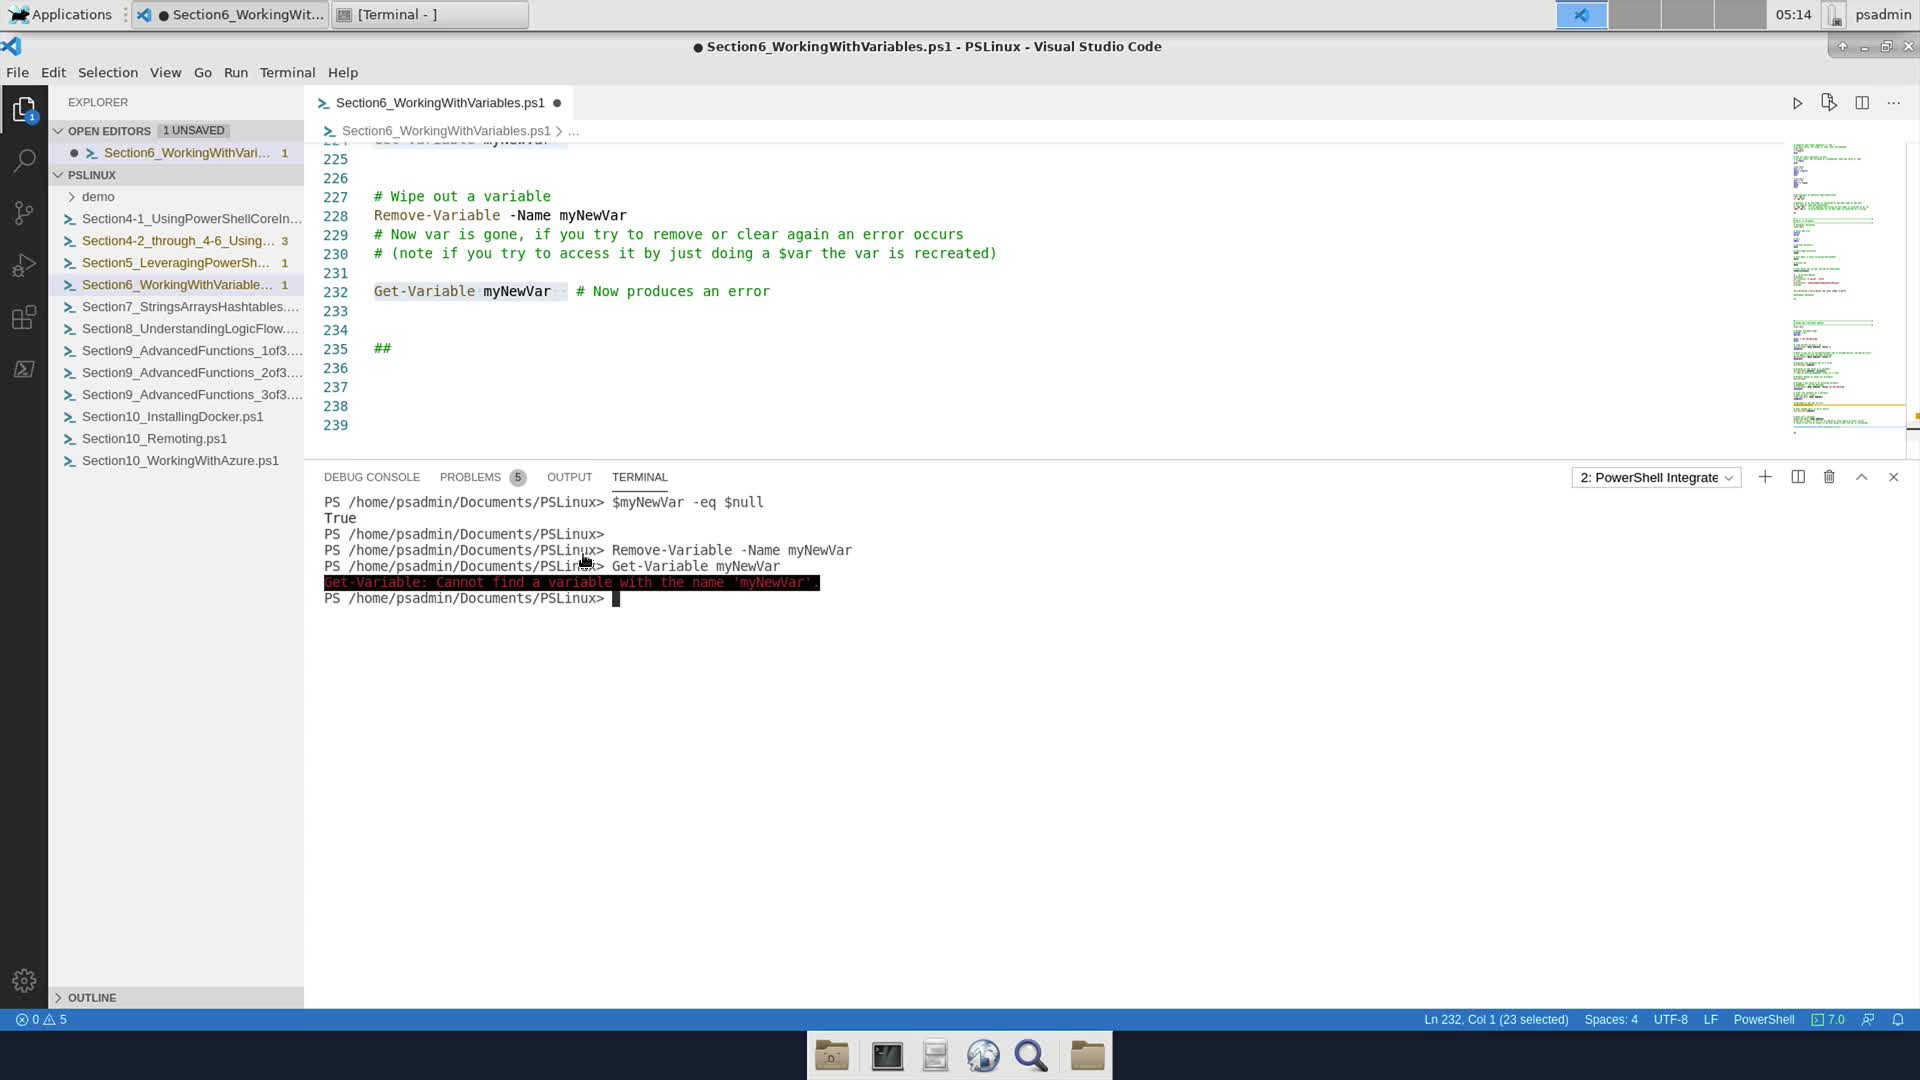 Applications
● Section6_WorkingWit...
[Terminal - ]
05:14
psadmin
● Section6_WorkingWithVariables.ps1 - PSLinux - Visual Studio Code
File Edit Selection View Go Run Terminal Help
EXPLORER
OPEN EDITORS 1 UNSAVED
● Section6_WorkingWithVari... 1
PSLINUX
demo
Section4-1_UsingPowerShellCoreIn...
Section4-2_through_4-6_Using... 3
Section5_LeveragingPowerSh... 1
Section6_WorkingWithVariable... 1
Section7_StringsArraysHashtables....
Section8_UnderstandingLogicFlow....
Section9_AdvancedFunctions_1of3....
Section9_AdvancedFunctions_2of3....
Section9_AdvancedFunctions_3of3....
Section10_InstallingDocker.ps1
Section10_Remoting.ps1
Section10_WorkingWithAzure.ps1
OUTLINE
Section6_WorkingWithVariables.ps1 ●
Section6_WorkingWithVariables.ps1 > ...
225
226
227 # Wipe out a variable
228 Remove-Variable -Name myNewVar
229 # Now var is gone, if you try to remove or clear again an error occurs
230 # (note if you try to access it by just doing a $var the var is recreated)
231
232 Get-Variable myNewVar # Now produces an error
233
234
235 ##
236
237
238
239
DEBUG CONSOLE PROBLEMS 5 OUTPUT TERMINAL
2: PowerShell Integrate
PS /home/psadmin/Documents/PSLinux> $myNewVar -eq $null
True
PS /home/psadmin/Documents/PSLinux>
PS /home/psadmin/Documents/PSLinux> Remove-Variable -Name myNewVar
PS /home/psadmin/Documents/PSLinux> Get-Variable myNewVar
Get-Variable: Cannot find a variable with the name 'myNewVar'.
PS /home/psadmin/Documents/PSLinux>
0 5
Ln 232, Col 1 (23 selected) Spaces: 4 UTF-8 LF PowerShell 7.0